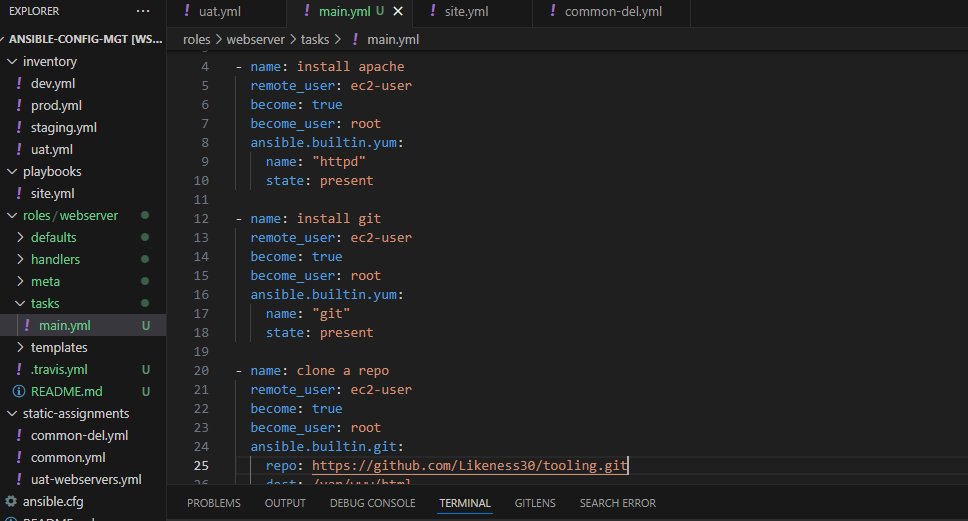 EXPLORER
ANSIBLE-CONFIG-MGT [WS...
inventory
dev.yml
prod.yml
staging.yml
uat.yml
playbooks
site.yml
roles / webserver
defaults
handlers
meta
tasks
main.yml U
templates
.travis.yml U
README.md U
static-assignments
common-del.yml
common.yml
uat-webservers.yml
ansible.cfg
uat.yml
main.yml U
site.yml
common-del.yml
roles > webserver > tasks > ! main.yml
4 - name: install apache
5 remote_user: ec2-user
6 become: true
7 become_user: root
8 ansible.builtin.yum:
9 name: "httpd"
10 state: present
11
12 - name: install git
13 remote_user: ec2-user
14 become: true
15 become_user: root
16 ansible.builtin.yum:
17 name: "git"
18 state: present
19
20 - name: clone a repo
21 remote_user: ec2-user
22 become: true
23 become_user: root
24 ansible.builtin.git:
25 repo: https://github.com/Likeness30/tooling.git
26 dest: /var/www/html
PROBLEMS OUTPUT DEBUG CONSOLE TERMINAL GITLENS SEARCH ERROR